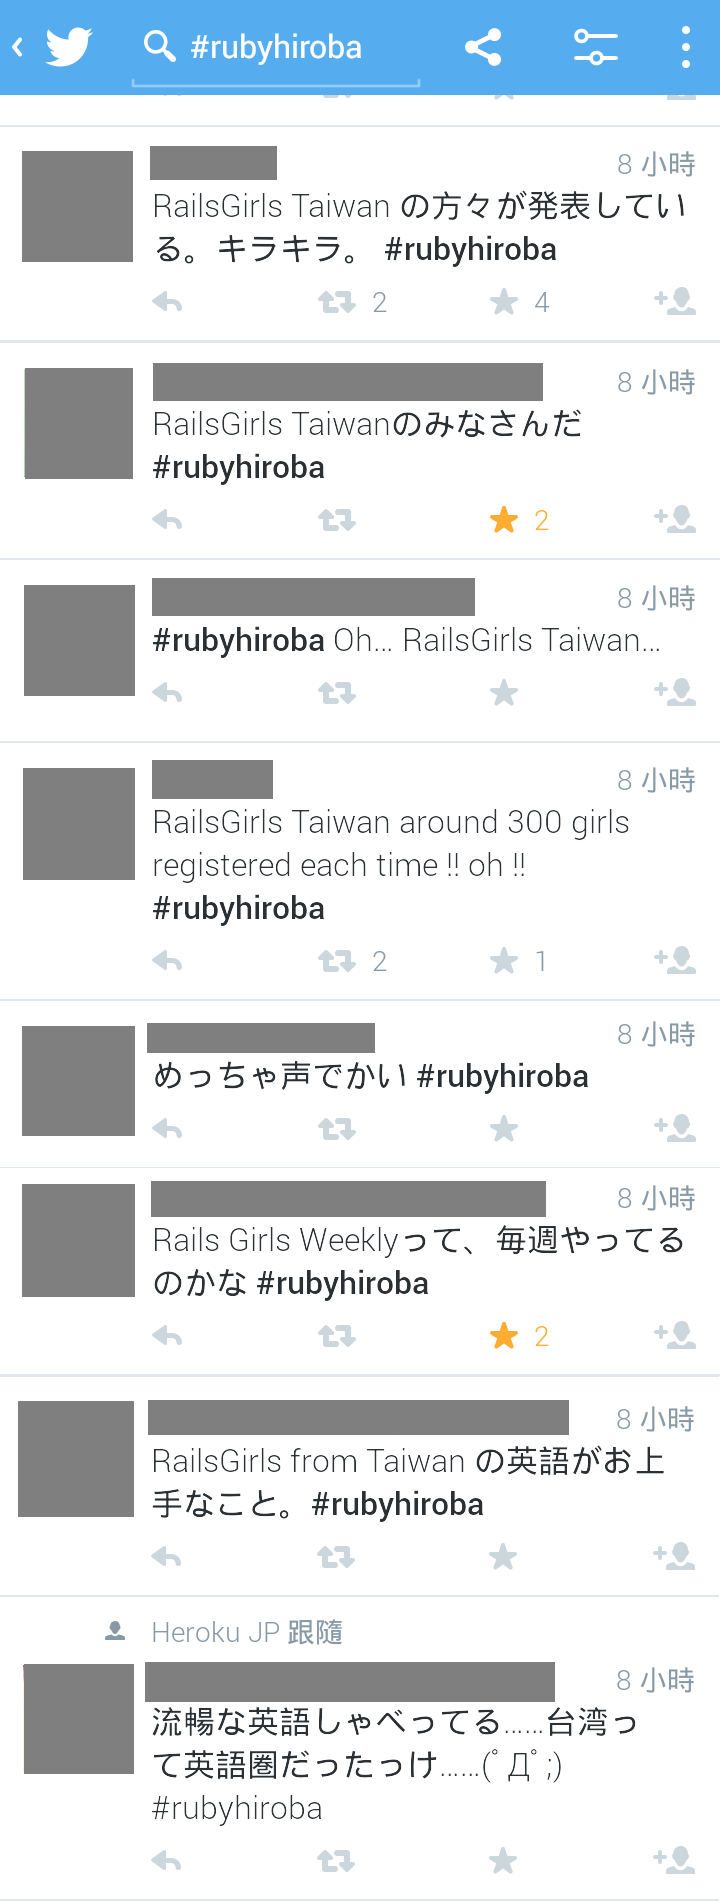 #rubyhiroba
8 小時
RailsGirls Taiwan の方々が発表してい
る。キラキラ。 #rubyhiroba
2 4
8 小時
RailsGirls Taiwanのみなさんだ
#rubyhiroba
2
8 小時
#rubyhiroba Oh... RailsGirls Taiwan...
8 小時
RailsGirls Taiwan around 300 girls
registered each time !! oh !!
#rubyhiroba
2 1
8 小時
めっちゃ声でかい #rubyhiroba
8 小時
Rails Girls Weeklyって、毎週やってる
のかな #rubyhiroba
2
8 小時
RailsGirls from Taiwan の英語がお上
手なこと。#rubyhiroba
Heroku JP 跟隨
8 小時
流暢な英語しゃべってる......台湾っ
て英語圏だったっけ......(ﾟДﾟ;)
#rubyhiroba